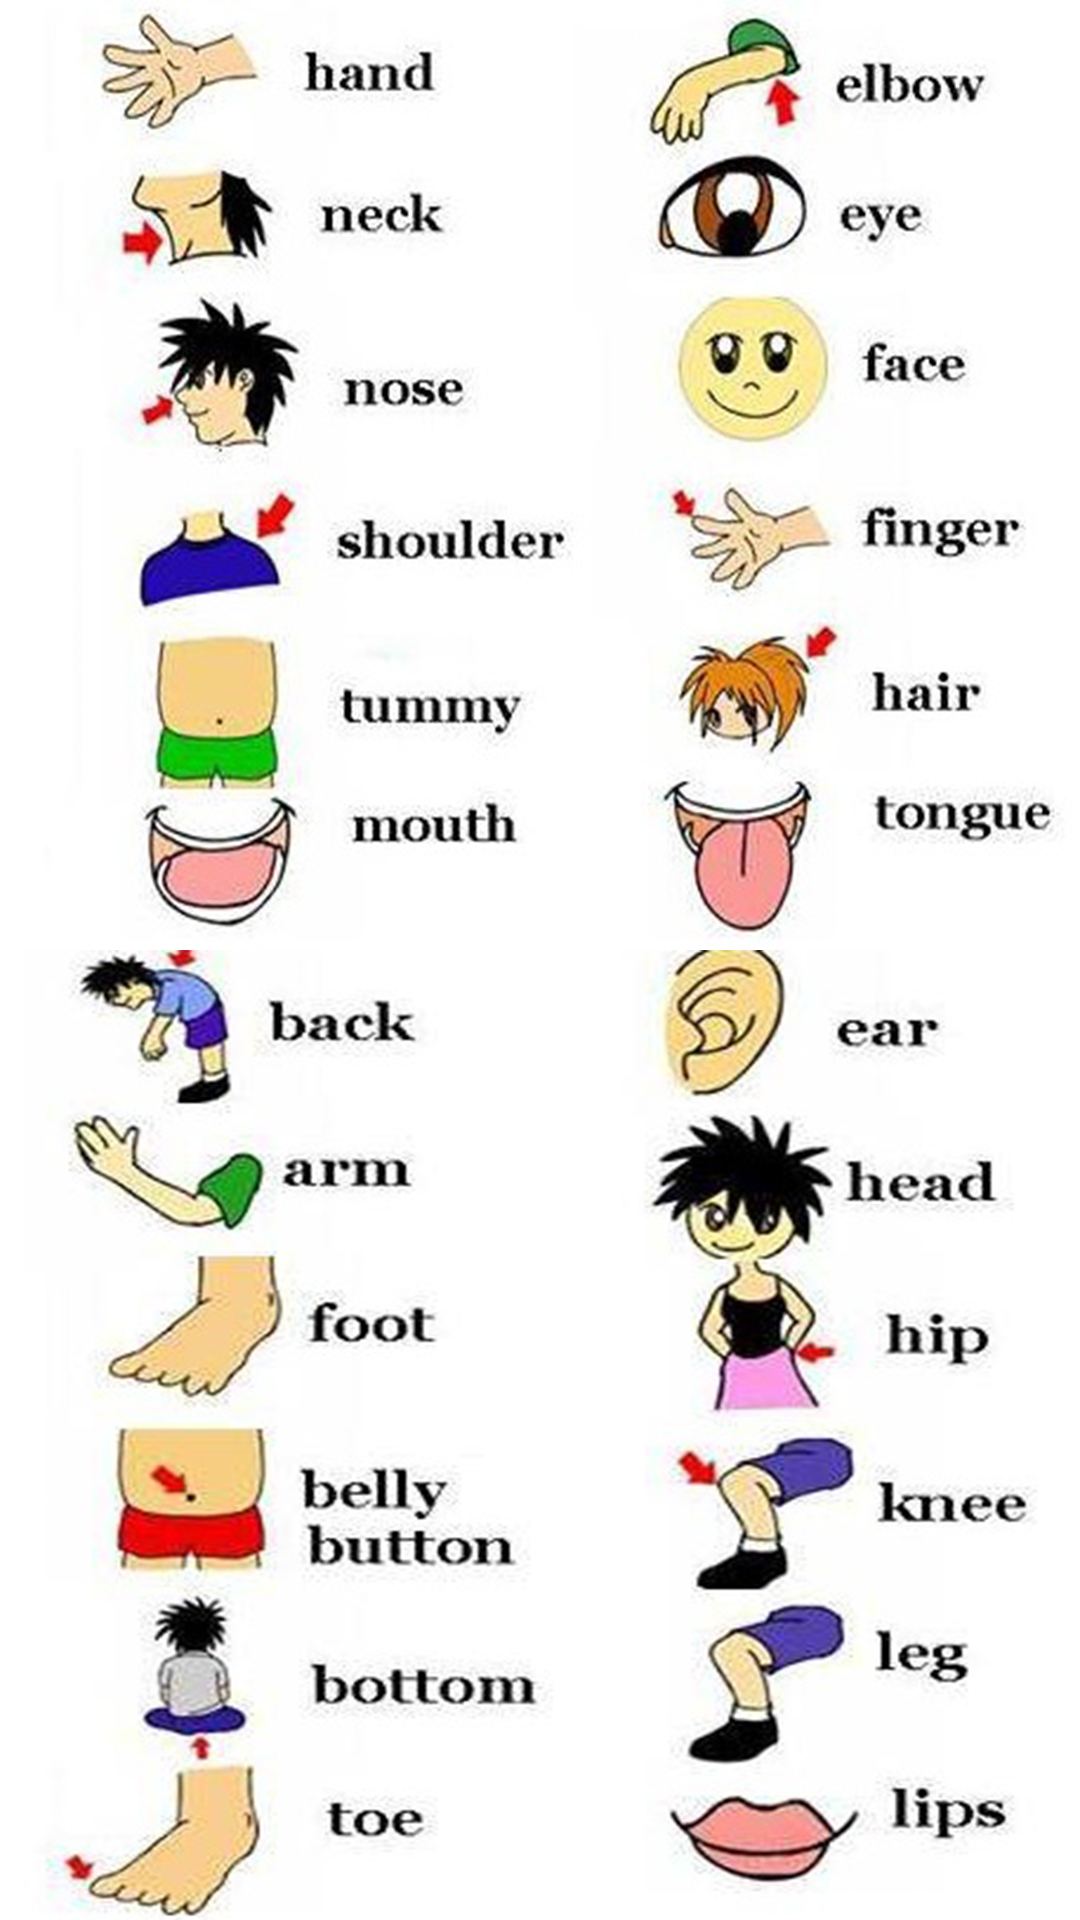 hand
elbow
neck
eye
nose
face
shoulder
finger
tummy
hair
mouth
tongue
back
ear
arm
head
foot
hip
belly
button
knee
bottom
leg
toe
lips